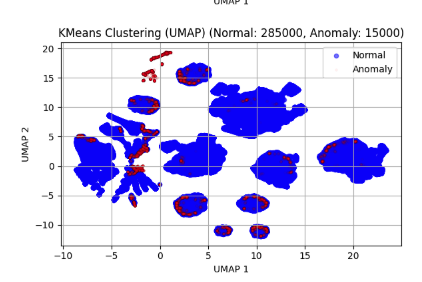 UMAP 1
KMeans Clustering (UMAP) (Normal: 285000, Anomaly: 15000)
20
15
10
5
0
−5
−10
UMAP 2
Normal
Anomaly
−10 −5 0 5 10 15 20
UMAP 1